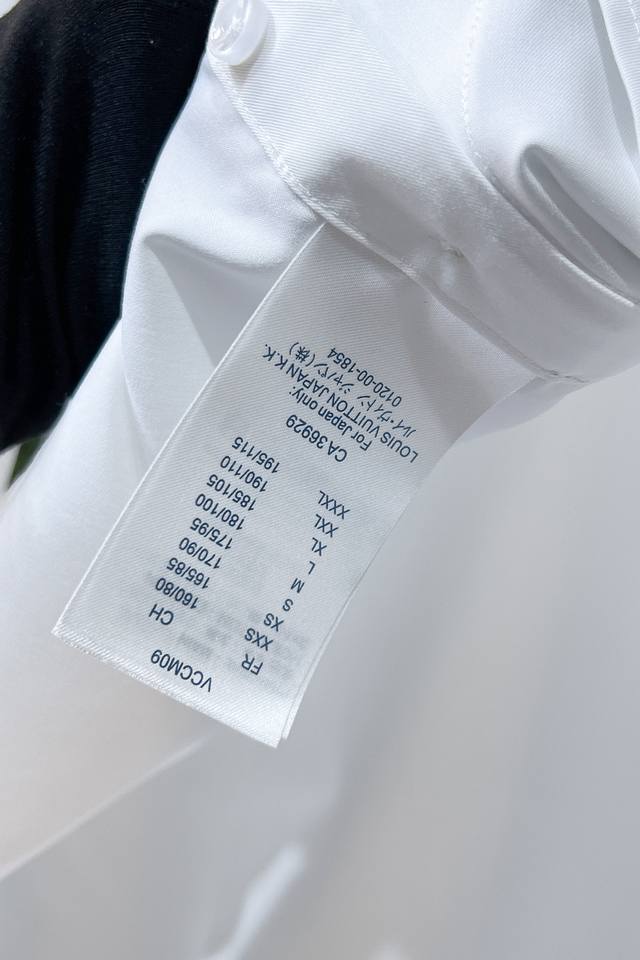 VCCM09
FR CH
XXS 160/80
XS 165/85
S 170/90
M 175/95
L 180/100
XL 185/105
XXL 190/110
XXXL 195/115
CA 36929
For Japan only:
LOUIS VUITTON JAPAN K.K.
ルイ・ヴィトン ジャパン(株)
0120-00-1854